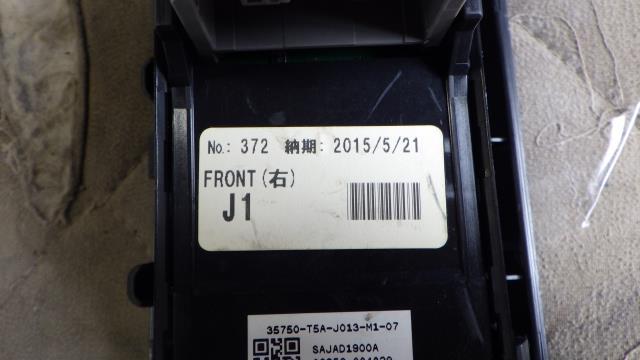 No.: 372 納期: 2015/5/21
FRONT(右)
J1
35750-T5A-J013-M1-07
SAJAD1900A